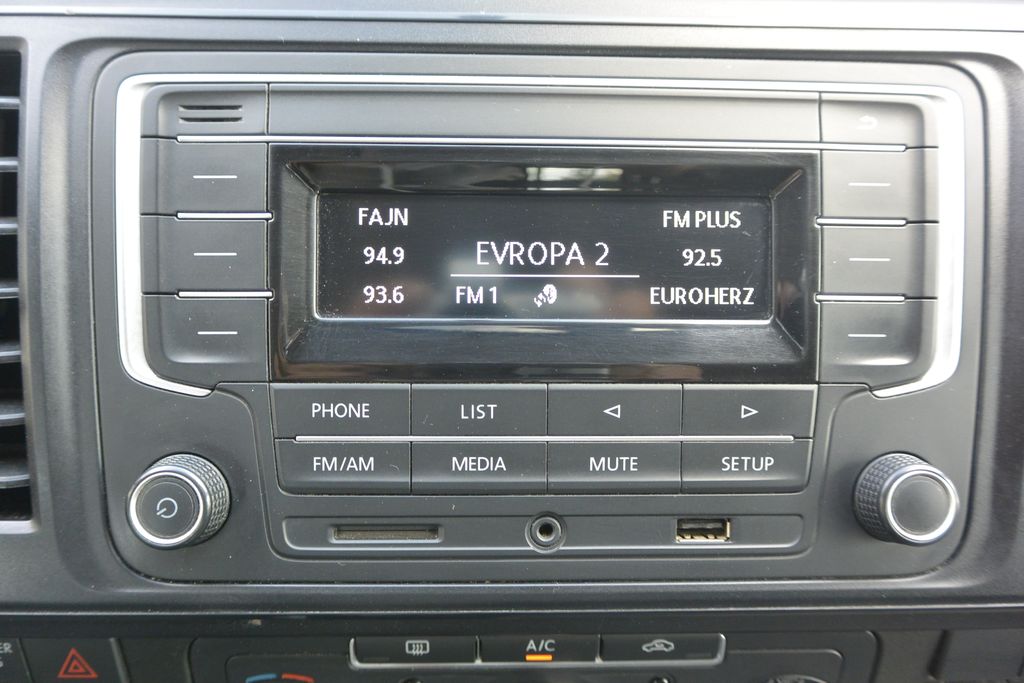 FAJN
FM PLUS
EVROPA 2
94.9
92.5
93.6
FM 1
EUROHERZ
PHONE
LIST
FM/AM
MEDIA
MUTE
SETUP
A/C